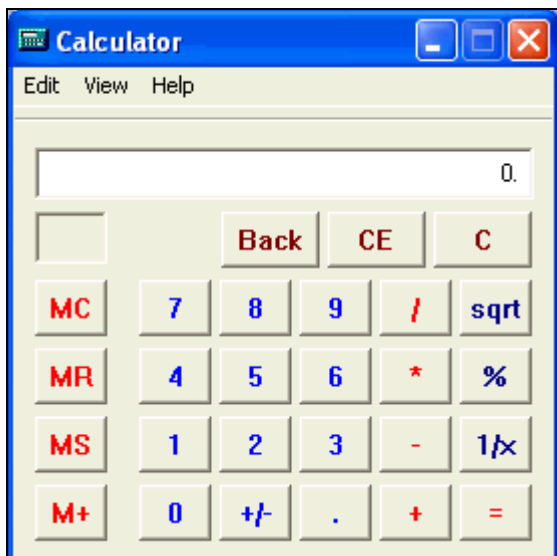 Calculator
Edit View Help
0.
Back CE C
MC 7 8 9 / sqrt
MR 4 5 6 * %
MS 1 2 3 - 1/x
M+ 0 +/- . + =